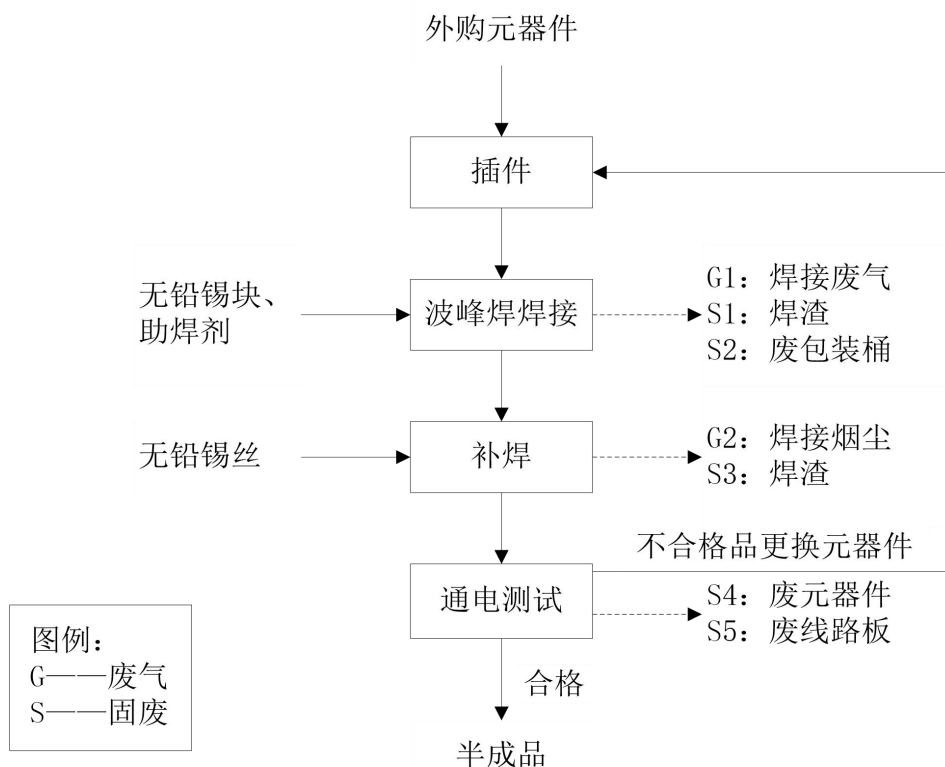 外购元器件
插件
无铅锡块、
助焊剂
波峰焊焊接
G1：焊接废气
S1：焊渣
S2：废包装桶
无铅锡丝
补焊
G2：焊接烟尘
S3：焊渣
不合格品更换元器件
通电测试
S4：废元器件
S5：废线路板
图例：
G——废气
S——固废
合格
半成品